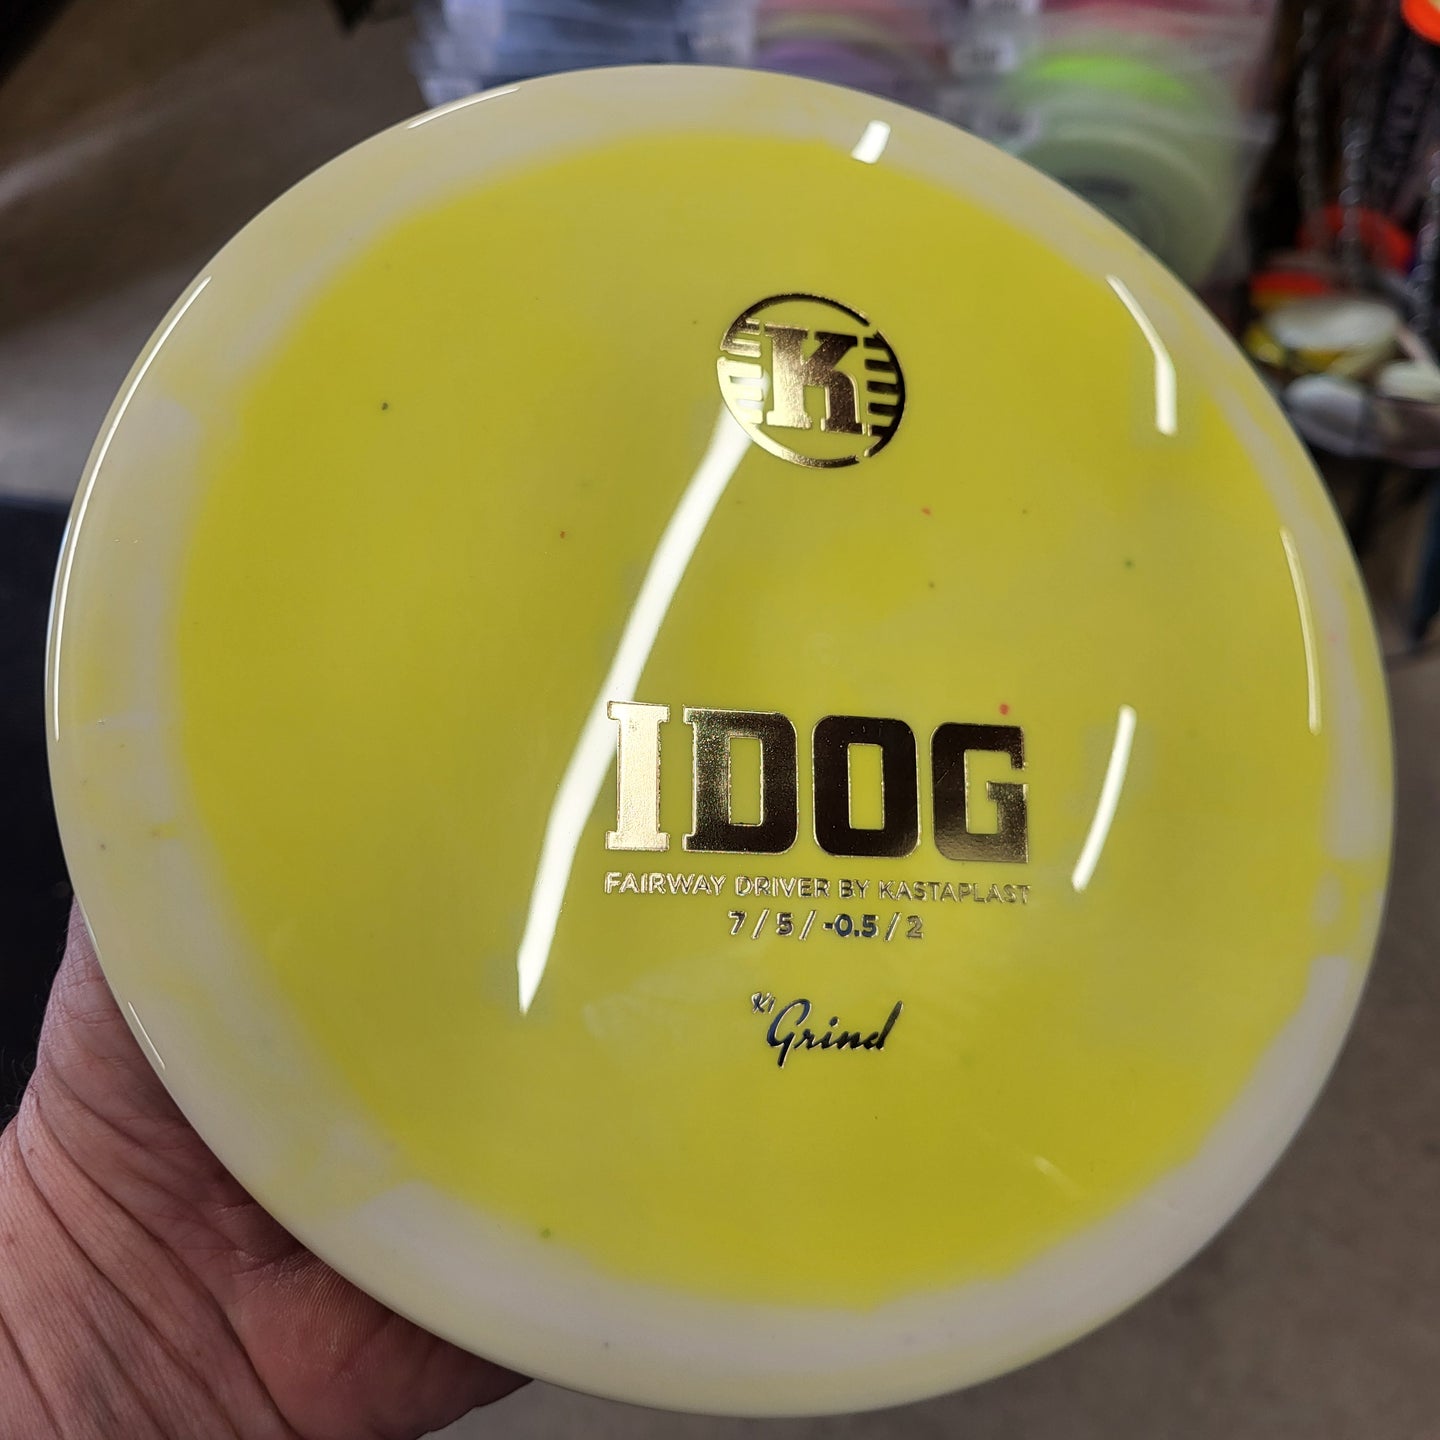 K
IDOG
FAIRWAY DRIVER BY KASTAPLAST
7 / 5 / -0.5 / 2
K1 Grind